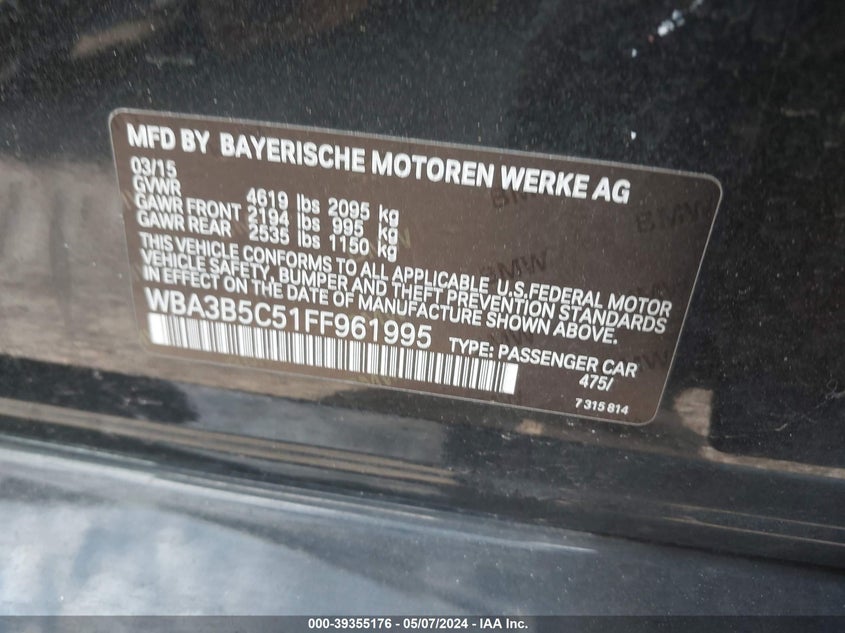 MFD BY BAYERISCHE MOTOREN WERKE AG
03/15
GVWR 4619 lbs 2095 kg
GAWR FRONT 2194 lbs 995 kg
GAWR REAR 2535 lbs 1150 kg
THIS VEHICLE CONFORMS TO ALL APPLICABLE U.S.FEDERAL MOTOR
VEHICLE SAFETY, BUMPER AND THEFT PREVENTION STANDARDS
IN EFFECT ON THE DATE OF MANUFACTURE SHOWN ABOVE.
WBA3B5C51FF961995 TYPE: PASSENGER CAR
475/
7 315 814
BMW
BMW
BMW
000-39355176 - 05/07/2024 - IAA Inc.